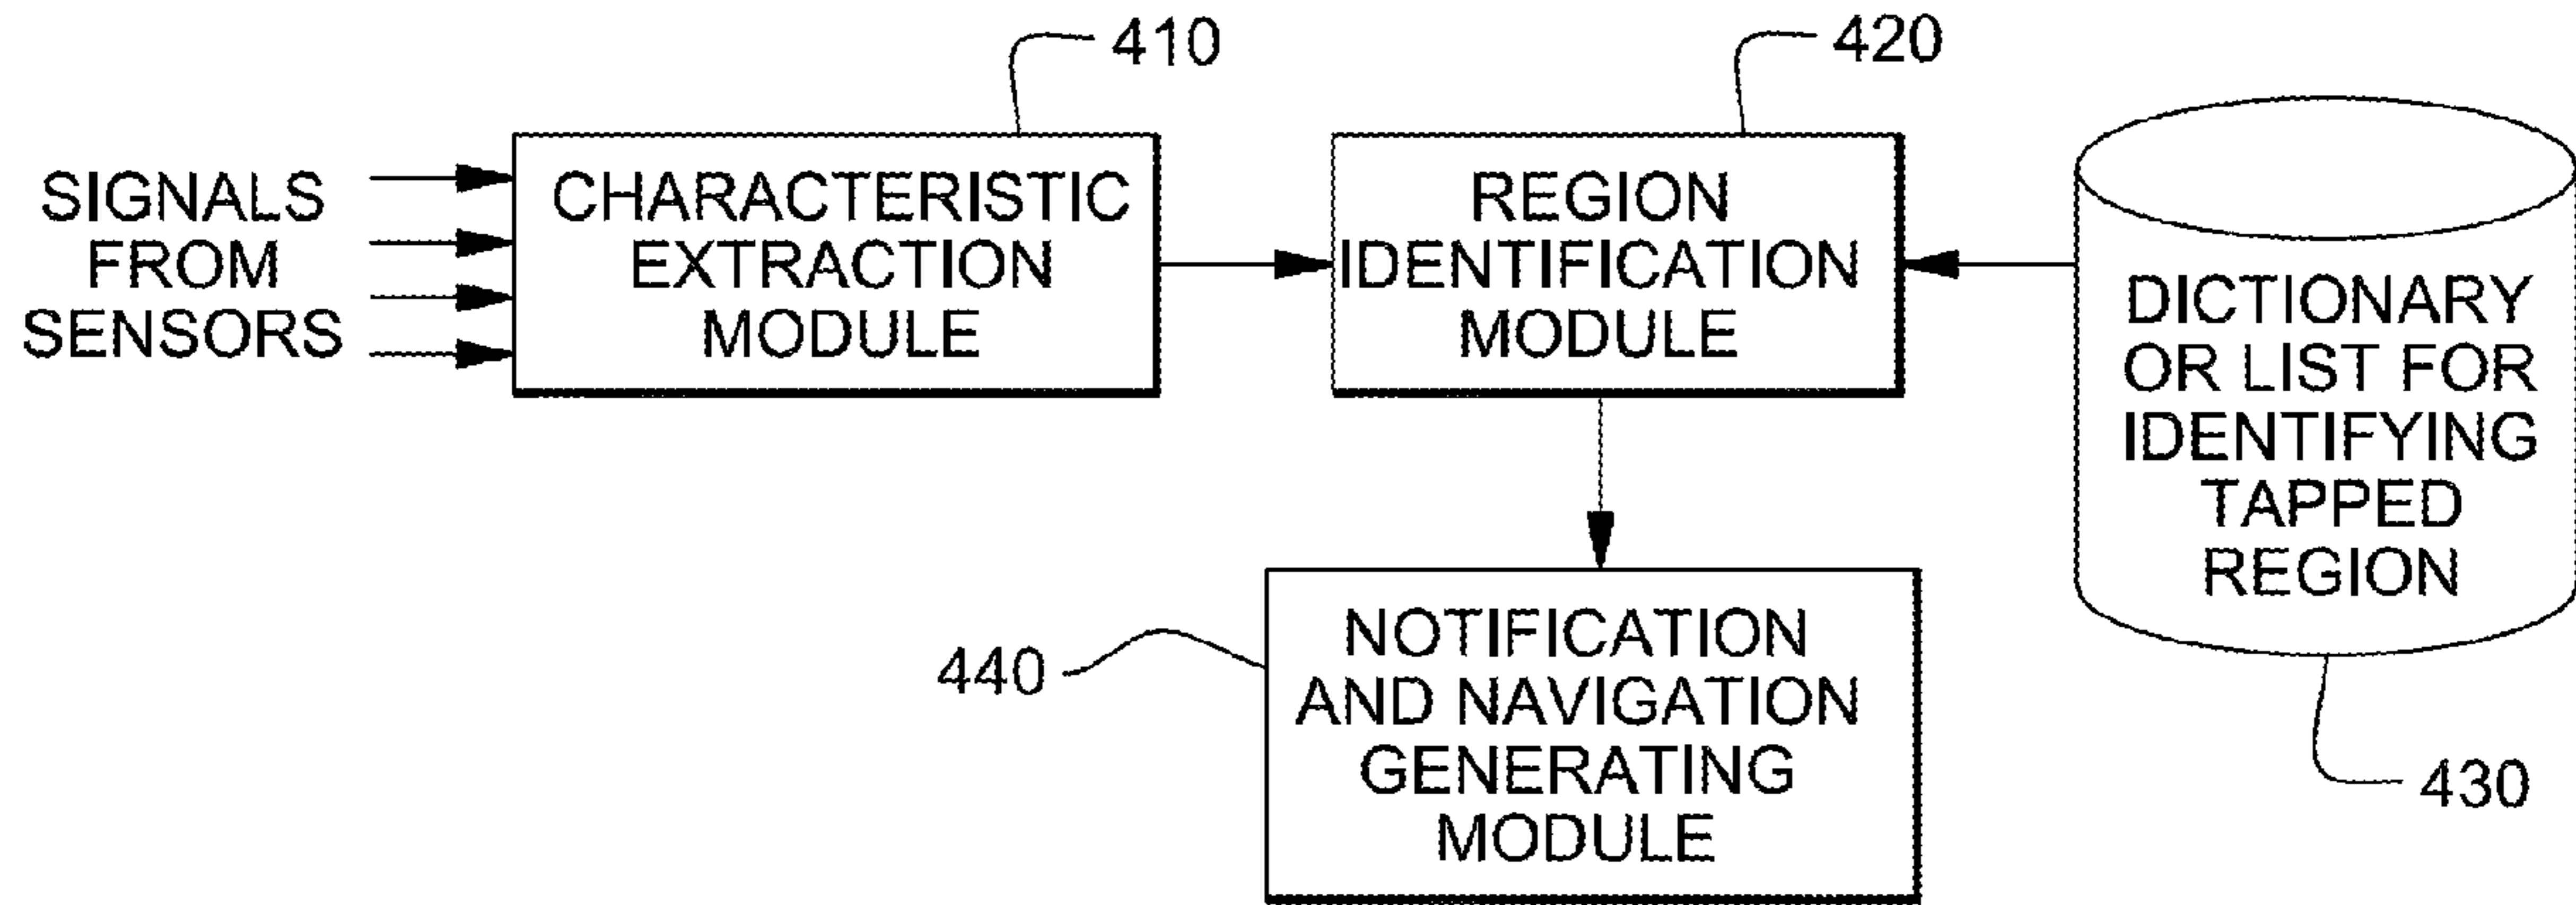 410
420
SIGNALS
FROM
SENSORS
CHARACTERISTIC
EXTRACTION
MODULE
REGION
IDENTIFICATION
MODULE
DICTIONARY
OR LIST FOR
IDENTIFYING
TAPPED
REGION
440
NOTIFICATION
AND NAVIGATION
GENERATING
MODULE
430